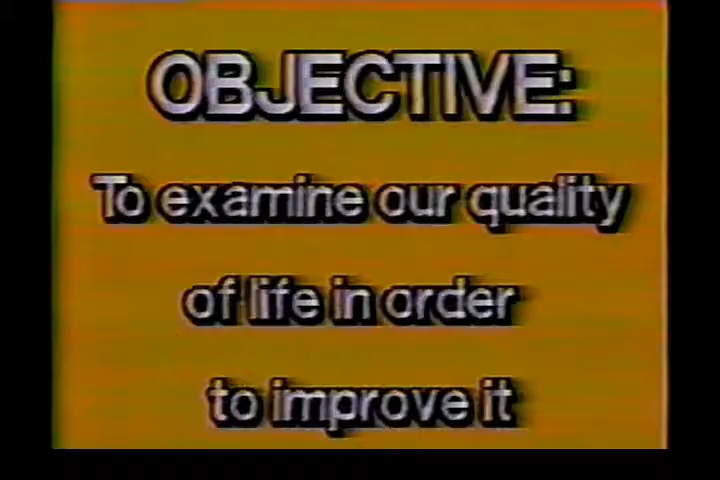 OBJECTIVE:
To examine our quality
of life in order
to improve it